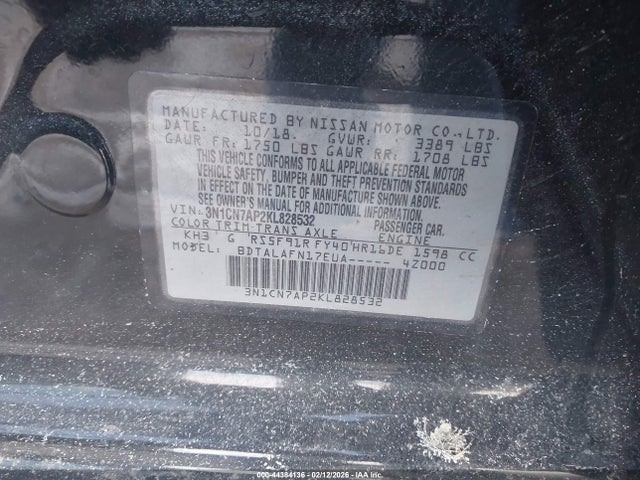 MANUFACTURED BY NISSAN MOTOR CO.,LTD.
DATE: 10/18. GVWR: 3389 LBS
GAWR FR: 1750 LBS GAWR RR: 1708 LBS
THIS VEHICLE CONFORMS TO ALL APPLICABLE FEDERAL MOTOR
VEHICLE SAFETY, BUMPER AND THEFT PREVENTION STANDARDS
IN EFFECT ON THE DATE OF MANUFACTURE SHOWN ABOVE.
SEE OWNER'S MANUAL FOR ADDITIONAL INFORMATION.
VIN: 3N1CN7AP2KL828532 PASSENGER CAR.
COLOR TRIM TRANS AXLE ENGINE
KH3 G RS5F91R FY40 HR16DE 1598 CC
MODEL: BDTALAFN17EUA----- 4Z000
3N1CN7AP2KL828532
000-44384136 - 02/12/2026 - © IAA Holdings, LLC